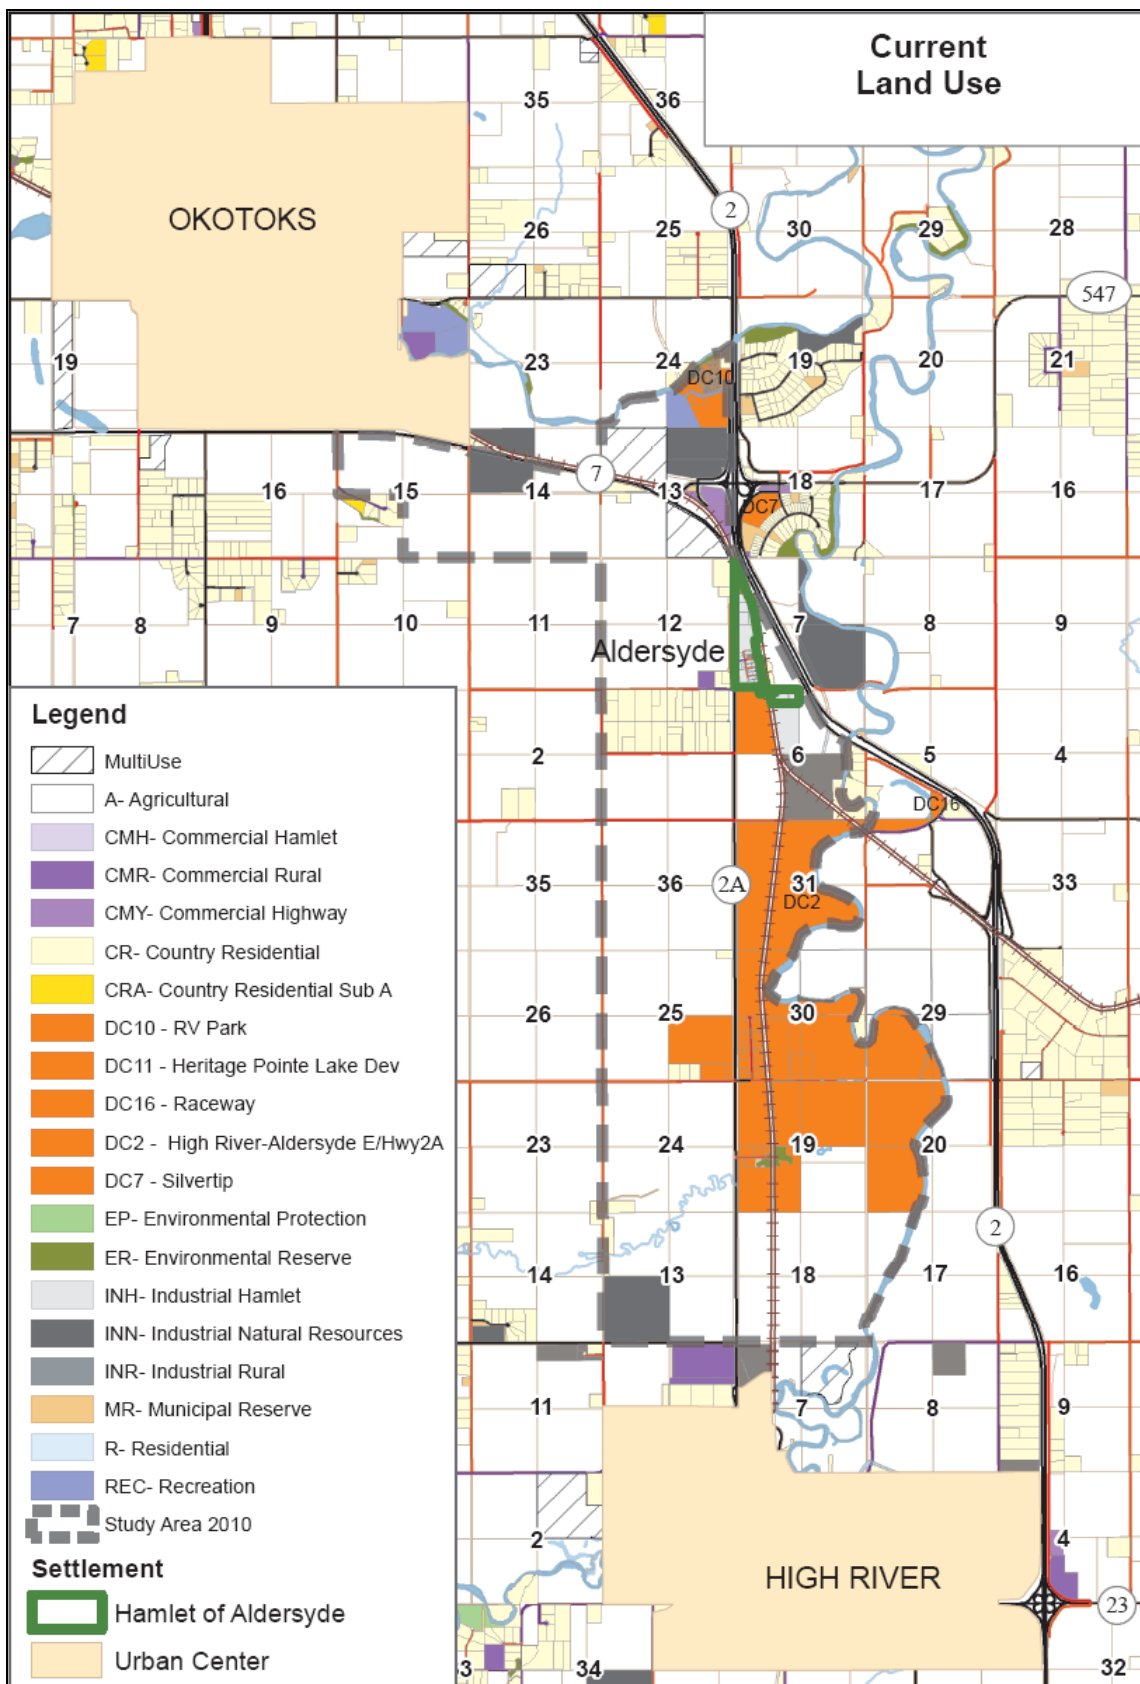 Current
Land Use
35
36
OKOTOKS
2
26
25
30
29
28
547
19
23
24
DC10
19
20
21
7
16
15
14
13
18
17
16
DC7
7
8
9
10
11
12
7
8
9
Aldersyde
Legend
MultiUse
A- Agricultural
CMH- Commercial Hamlet
CMR- Commercial Rural
CMY- Commercial Highway
CR- Country Residential
CRA- Country Residential Sub A
DC10 - RV Park
DC11 - Heritage Pointe Lake Dev
DC16 - Raceway
DC2 - High River-Aldersyde E/Hwy2A
DC7 - Silvertip
EP- Environmental Protection
ER- Environmental Reserve
INH- Industrial Hamlet
INN- Industrial Natural Resources
INR- Industrial Rural
MR- Municipal Reserve
R- Residential
REC- Recreation
Study Area 2010
Settlement
Hamlet of Aldersyde
Urban Center
2
6
5
4
DC16
35
36
2A
31
33
DC2
26
25
30
29
23
24
19
20
2
14
13
18
17
16
11
7
8
9
2
4
HIGH RIVER
23
33
34
32